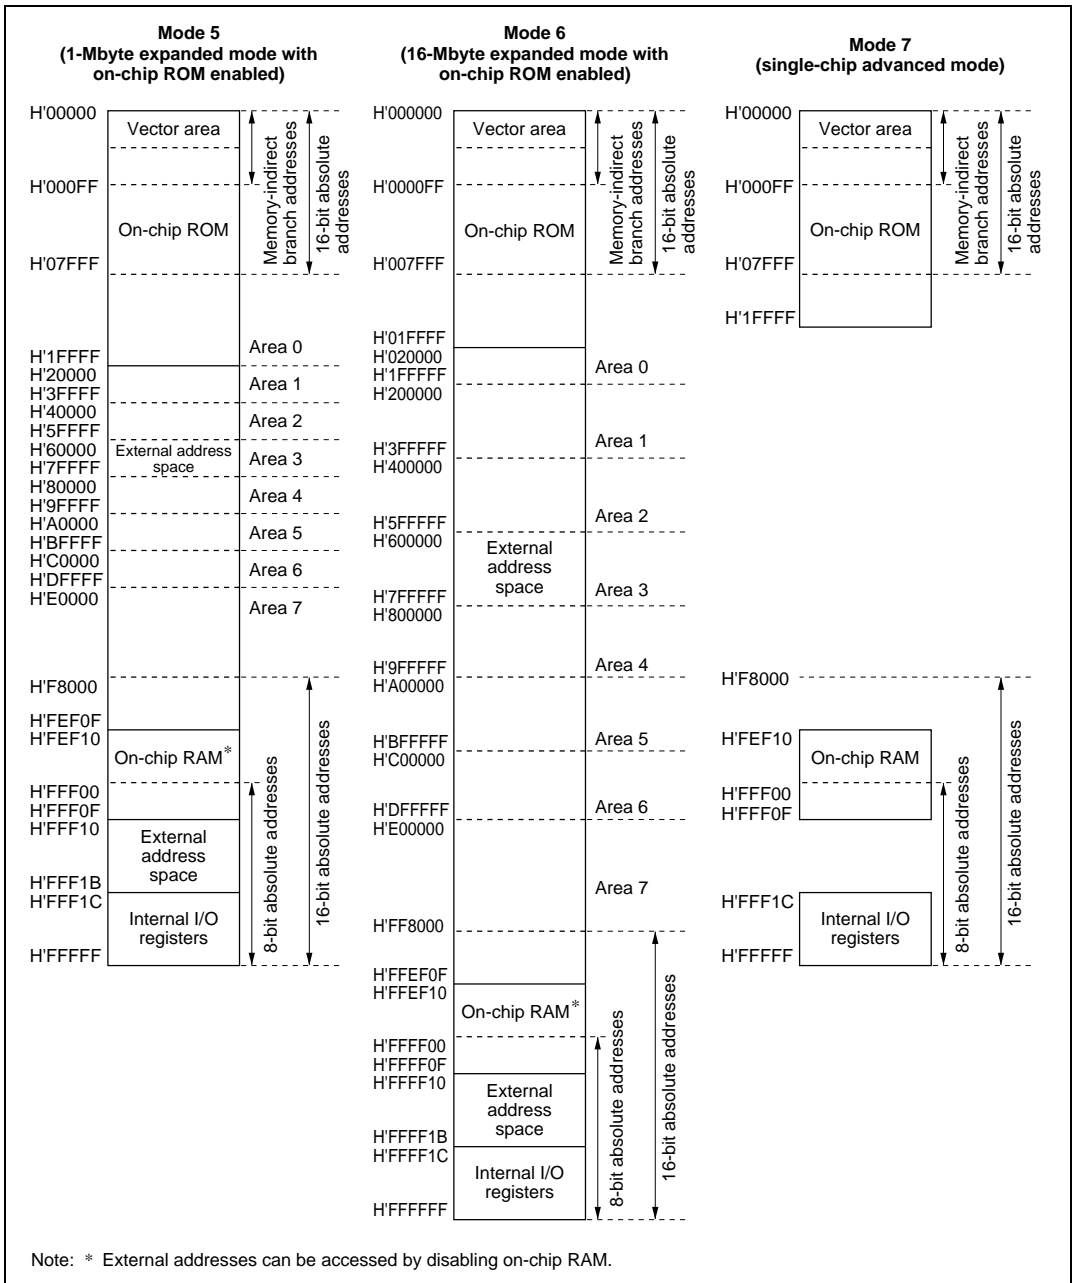 Mode 5
(1-Mbyte expanded mode with
on-chip ROM enabled)
H'00000
Vector area
H'000FF
On-chip ROM
H'07FFF
Memory-indirect
branch addresses
16-bit absolute
addresses
H'1FFFF
Area 0
H'20000
Area 1
H'3FFFF
H'40000
Area 2
H'5FFFF
H'60000
External address
space
Area 3
H'7FFFF
H'80000
Area 4
H'9FFFF
H'A0000
Area 5
H'BFFFF
H'C0000
Area 6
H'DFFFF
H'E0000
Area 7
H'F8000
H'FEF0F
H'FEF10
On-chip RAM*
H'FFF00
H'FFF0F
H'FFF10
External
address
space
H'FFF1B
H'FFF1C
Internal I/O
registers
H'FFFFF
8-bit absolute addresses
16-bit absolute addresses
Mode 6
(16-Mbyte expanded mode with
on-chip ROM enabled)
H'000000
Vector area
H'0000FF
On-chip ROM
H'007FFF
Memory-indirect
branch addresses
16-bit absolute
addresses
H'01FFFF
H'020000
Area 0
H'1FFFFF
H'200000
Area 1
H'3FFFFF
H'400000
Area 2
H'5FFFFF
H'600000
External
address
space
Area 3
H'7FFFFF
H'800000
Area 4
H'9FFFFF
H'A00000
Area 5
H'BFFFFF
H'C00000
Area 6
H'DFFFFF
H'E00000
Area 7
H'FF8000
H'FFEF0F
H'FFEF10
On-chip RAM*
H'FFFF00
H'FFFF0F
H'FFFF10
External
address
space
H'FFFF1B
H'FFFF1C
Internal I/O
registers
H'FFFFFF
8-bit absolute addresses
16-bit absolute addresses
Mode 7
(single-chip advanced mode)
H'00000
Vector area
H'000FF
On-chip ROM
H'07FFF
Memory-indirect
branch addresses
16-bit absolute
addresses
H'1FFFF
H'F8000
H'FEF10
On-chip RAM
H'FFF00
H'FFF0F
H'FFF1C
Internal I/O
registers
H'FFFFF
8-bit absolute addresses
16-bit absolute addresses
Note: * External addresses can be accessed by disabling on-chip RAM.